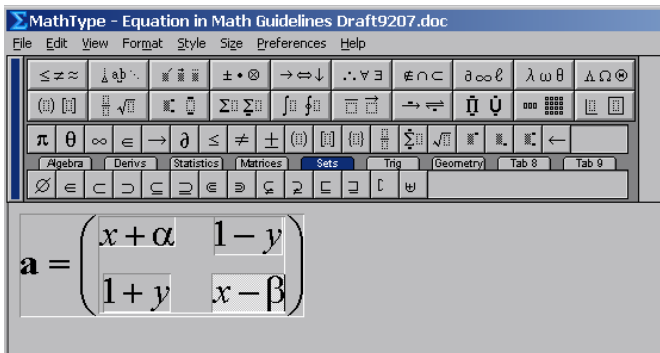 MathType - Equation in Math Guidelines Draft9207.doc
File Edit View Format Style Size Preferences Help
≤ ≠ ≈ ⁝ a͎b ⋱ ± • ⊗ → ⇔ ↓ ∴ ∀ ∃ ∉ ∩ ⊂ ∂ ∞ ℓ λ ω θ Λ Ω ⊛
π θ ∞ ∈ → ∂ ≤ ≠ ± ←
Algebra Derivs Statistics Matrices Sets Trig Geometry Tab 8 Tab 9
∅ ∈ ⊂ ⊃ ⊆ ⊇ ⋐ ⋑ ⊊ ⊋ ⊏ ⊐ ⊎
x + α 1 − y
a =
1 + y x − β